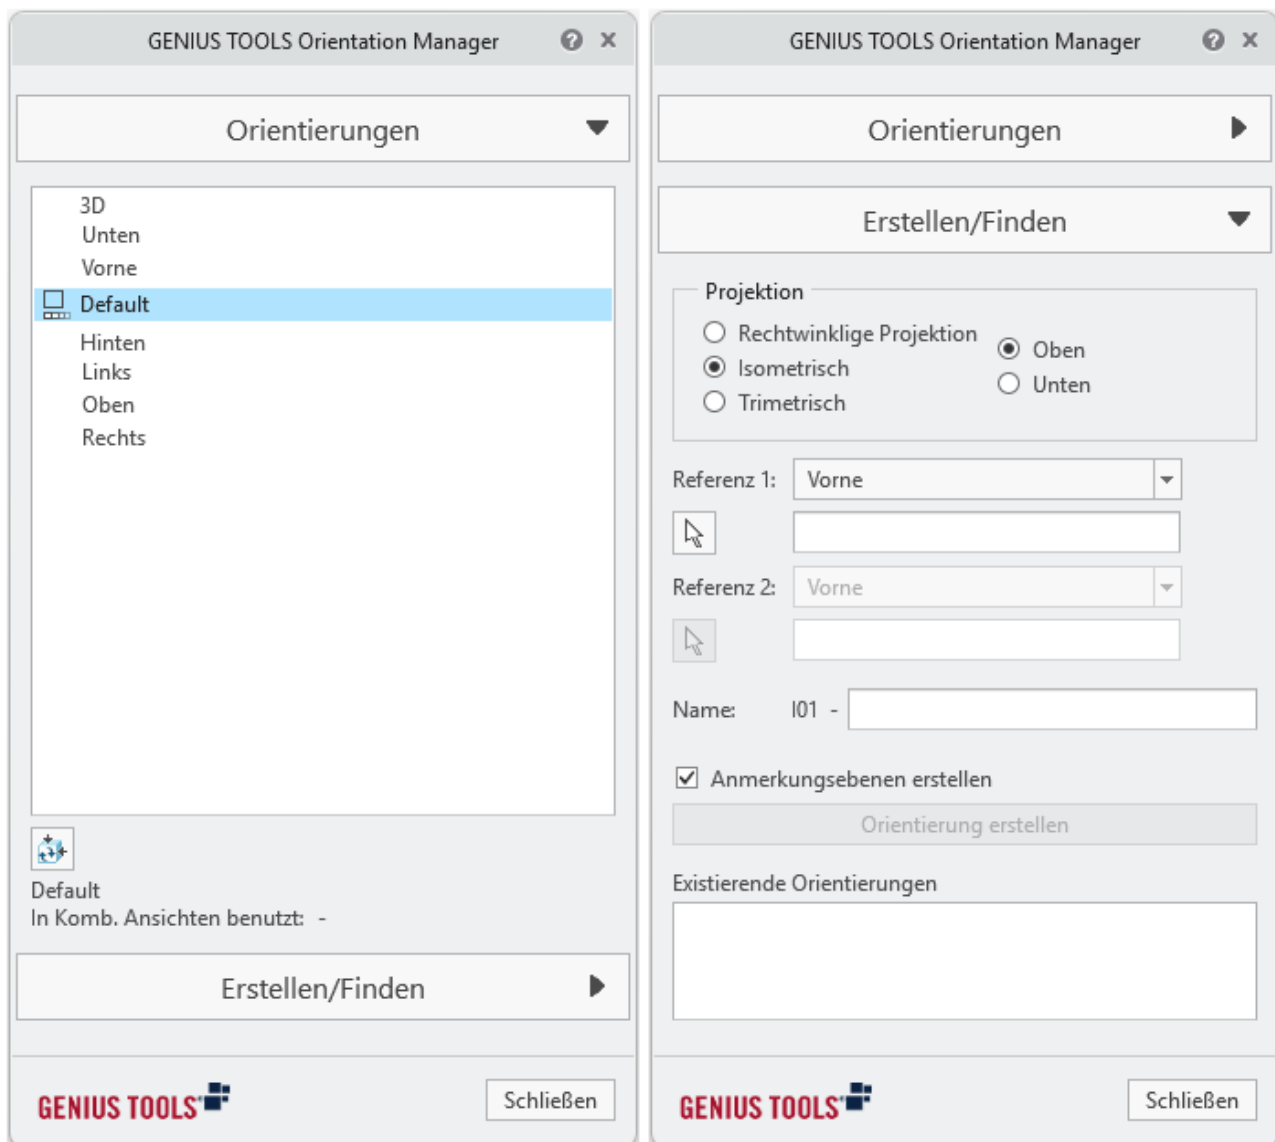 GENIUS TOOLS Orientation Manager
Orientierungen
3D
Unten
Vorne
Default
Hinten
Links
Oben
Rechts
Default
In Komb. Ansichten benutzt: -
Erstellen/Finden
GENIUS TOOLS
Schließen
GENIUS TOOLS Orientation Manager
Orientierungen
Erstellen/Finden
Projektion
Rechtwinklige Projektion
Isometrisch
Trimetrisch
Oben
Unten
Referenz 1: Vorne
Referenz 2: Vorne
Name: I01 -
Anmerkungsebenen erstellen
Orientierung erstellen
Existierende Orientierungen
GENIUS TOOLS
Schließen